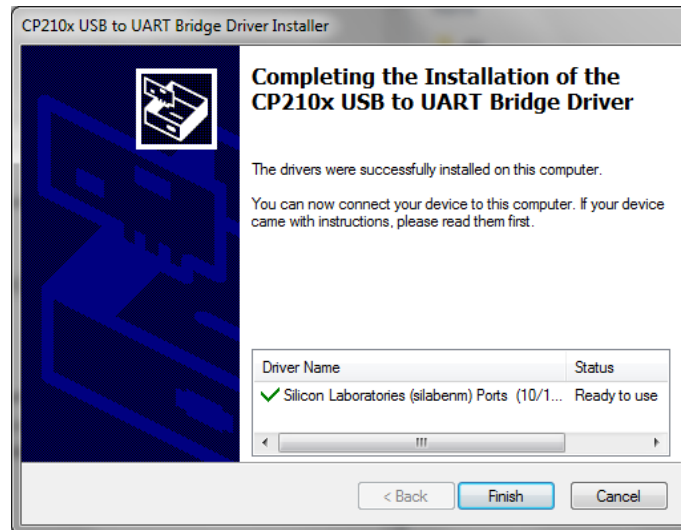 CP210x USB to UART Bridge Driver Installer
Completing the Installation of the
CP210x USB to UART Bridge Driver
The drivers were successfully installed on this computer.
You can now connect your device to this computer. If your device
came with instructions, please read them first.
Driver Name Status
Silicon Laboratories (silabenm) Ports (10/1... Ready to use
< Back Finish Cancel